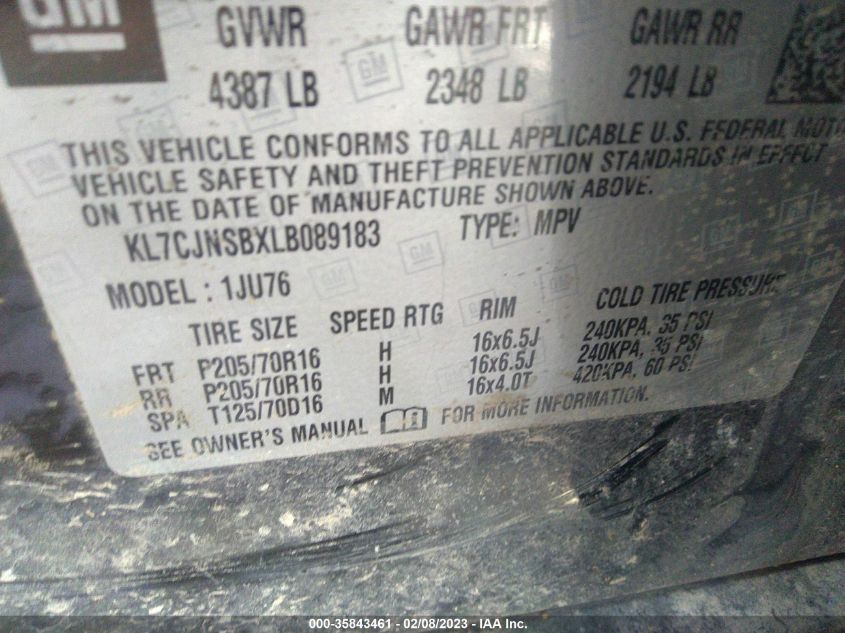 GM GVWR GAWR FRT GAWR RR
4387 LB 2348 LB 2194 LB
THIS VEHICLE CONFORMS TO ALL APPLICABLE U.S. FEDERAL MOTO
VEHICLE SAFETY AND THEFT PREVENTION STANDARDS IN EFFECT
ON THE DATE OF MANUFACTURE SHOWN ABOVE.
KL7CJNSBXLB089183 TYPE: MPV
MODEL : 1JU76
TIRE SIZE SPEED RTG RIM COLD TIRE PRESSURE
FRT P205/70R16 H 16x6.5J 240KPA, 35 PSI
RR P205/70R16 H 16x6.5J 240KPA, 35 PSI
SPA T125/70D16 M 16x4.0T 420KPA, 60 PSI
SEE OWNER'S MANUAL FOR MORE INFORMATION.
000-35843461 - 02/08/2023 - IAA Inc.